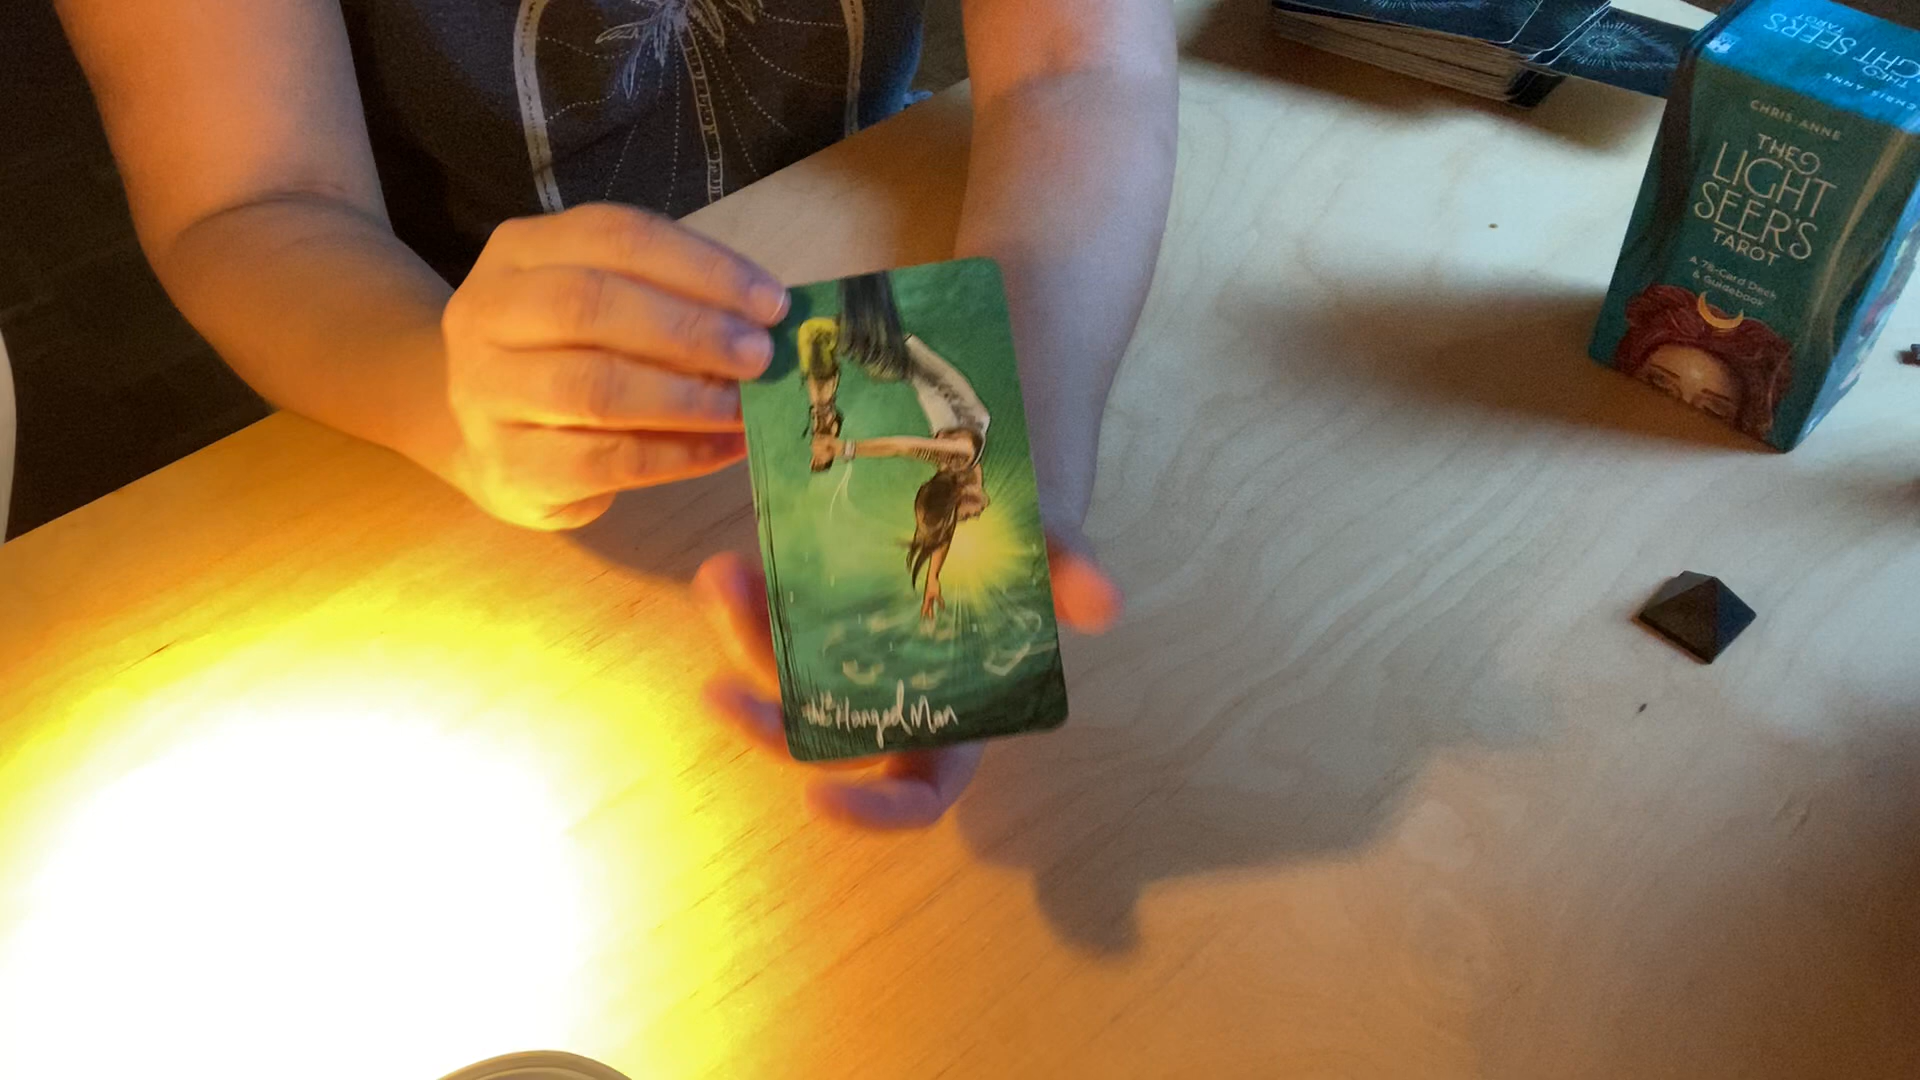 the Hanged Man
CHRIS-ANNE
THE
LIGHT
SEER'S
TAROT
A 78-Card Deck
& Guidebook
THE
LIGHT SEER'S
TAROT
CHRIS-ANNE